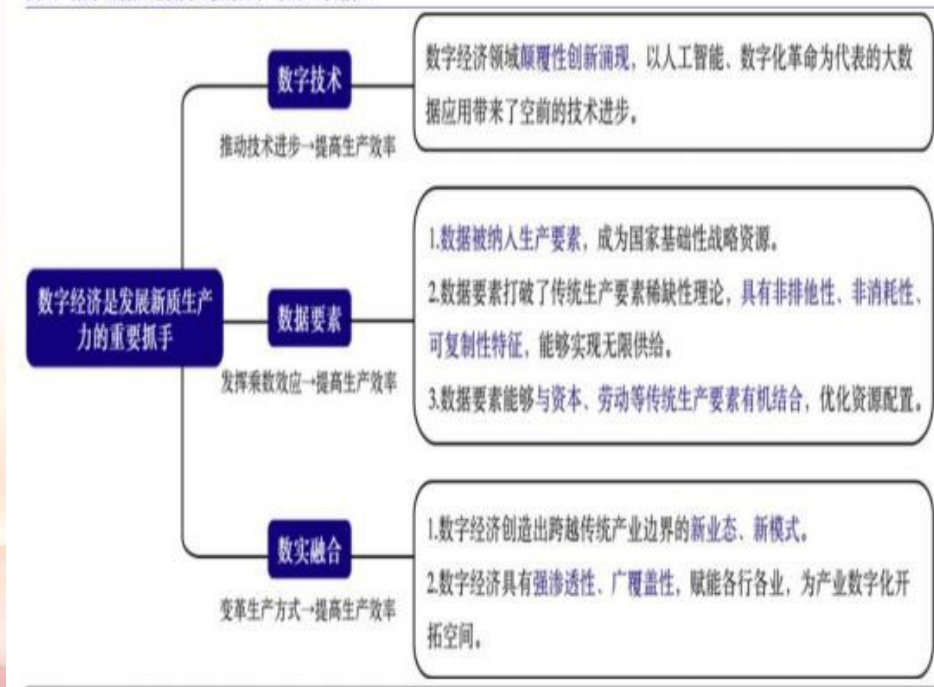 数字技术
推动技术进步→提高生产效率
数字经济领域颠覆性创新涌现，以人工智能、数字化革命为代表的大数
据应用带来了空前的技术进步。
数字经济是发展新质生产
力的重要抓手
数据要素
发挥乘数效应→提高生产效率
1.数据被纳入生产要素，成为国家基础性战略资源。
2.数据要素打破了传统生产要素稀缺性理论，具有非排他性、非消耗性、
可复制性特征，能够实现无限供给。
3.数据要素能够与资本、劳动等传统生产要素有机结合，优化资源配置。
数实融合
变革生产方式→提高生产效率
1.数字经济创造出跨越传统产业边界的新业态、新模式。
2.数字经济具有强渗透性、广覆盖性，赋能各行各业，为产业数字化开
拓空间。